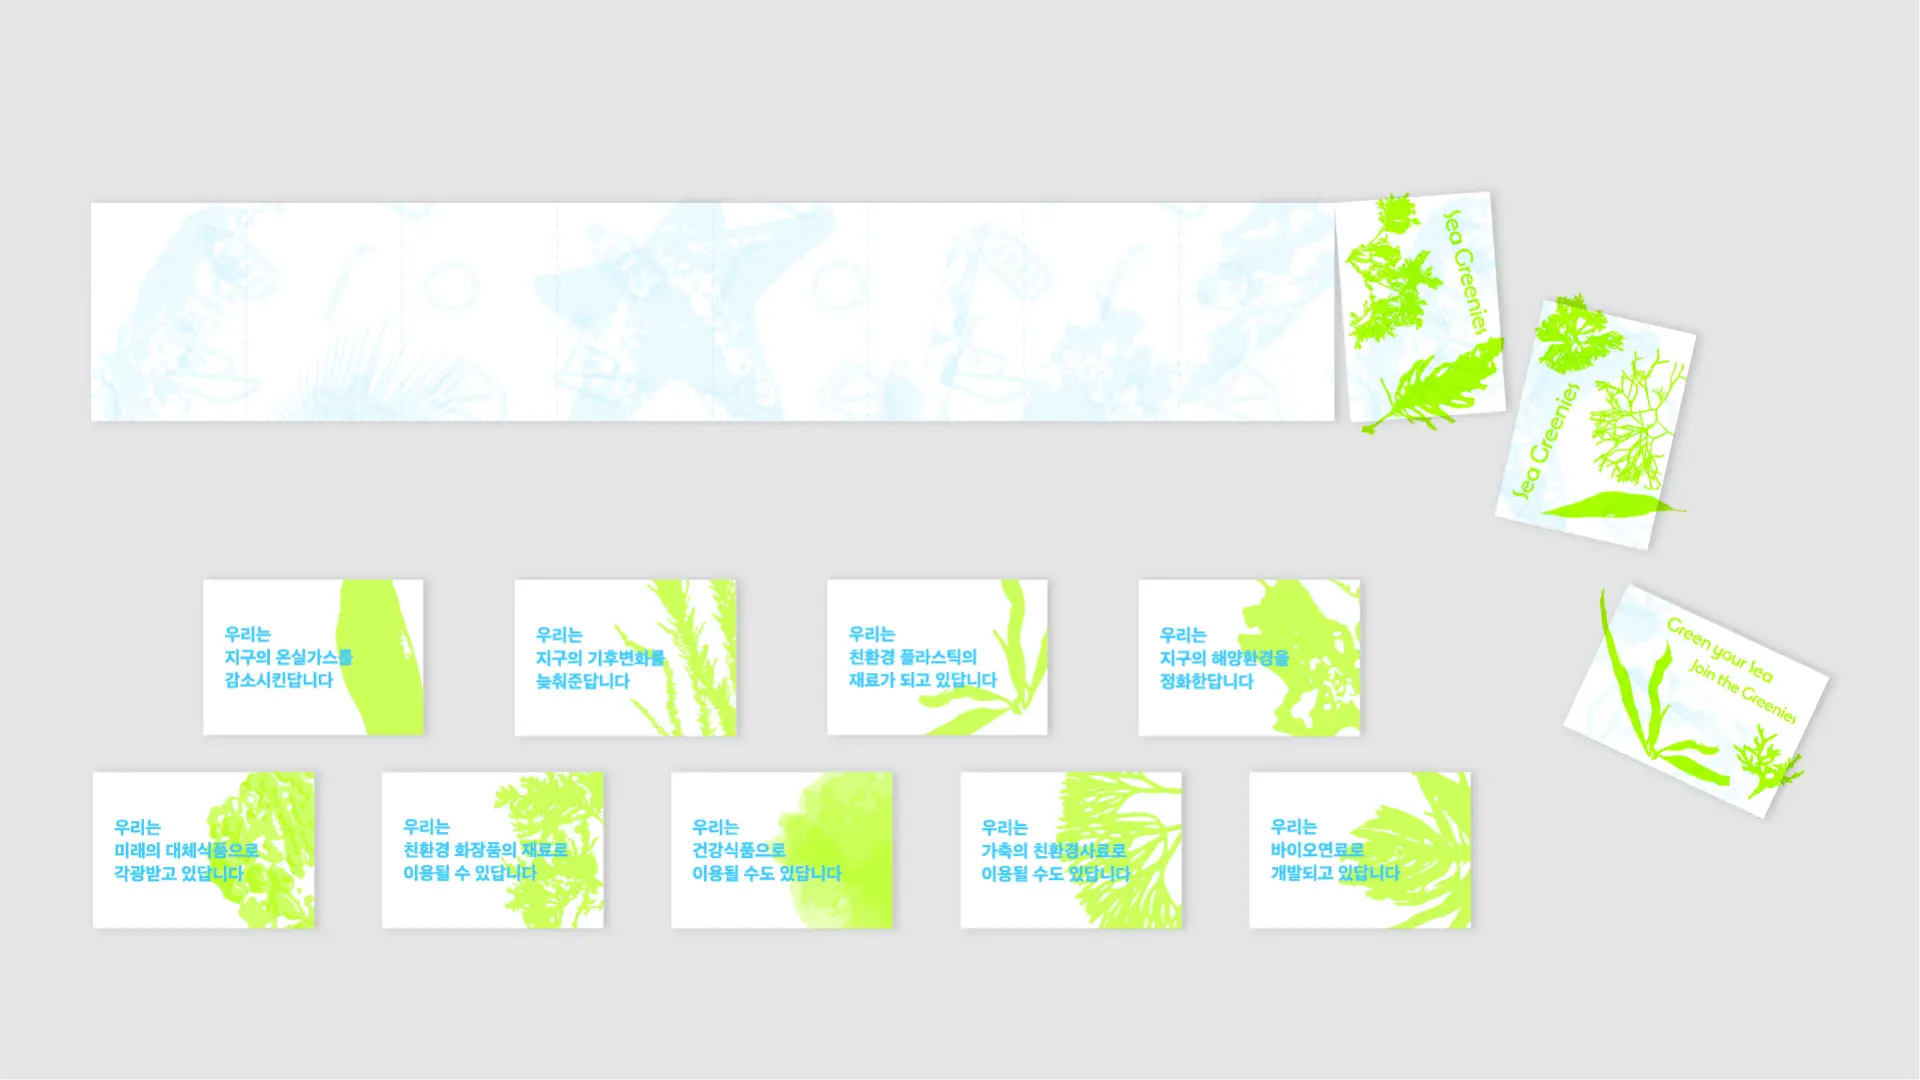 Sea Greenies
Sea Greenies
Green your Sea
Join the Greenies
우리는
지구의 온실가스를
감소시킨답니다
우리는
지구의 기후변화를
늦춰준답니다
우리는
친환경 플라스틱의
재료가 되고 있답니다
우리는
지구의 해양환경을
정화한답니다
우리는
미래의 대체식품으로
각광받고 있답니다
우리는
친환경 화장품의 재료로
이용될 수 있답니다
우리는
건강식품으로
이용될 수도 있답니다
우리는
가축의 친환경사료로
이용될 수도 있답니다
우리는
바이오연료로
개발되고 있답니다